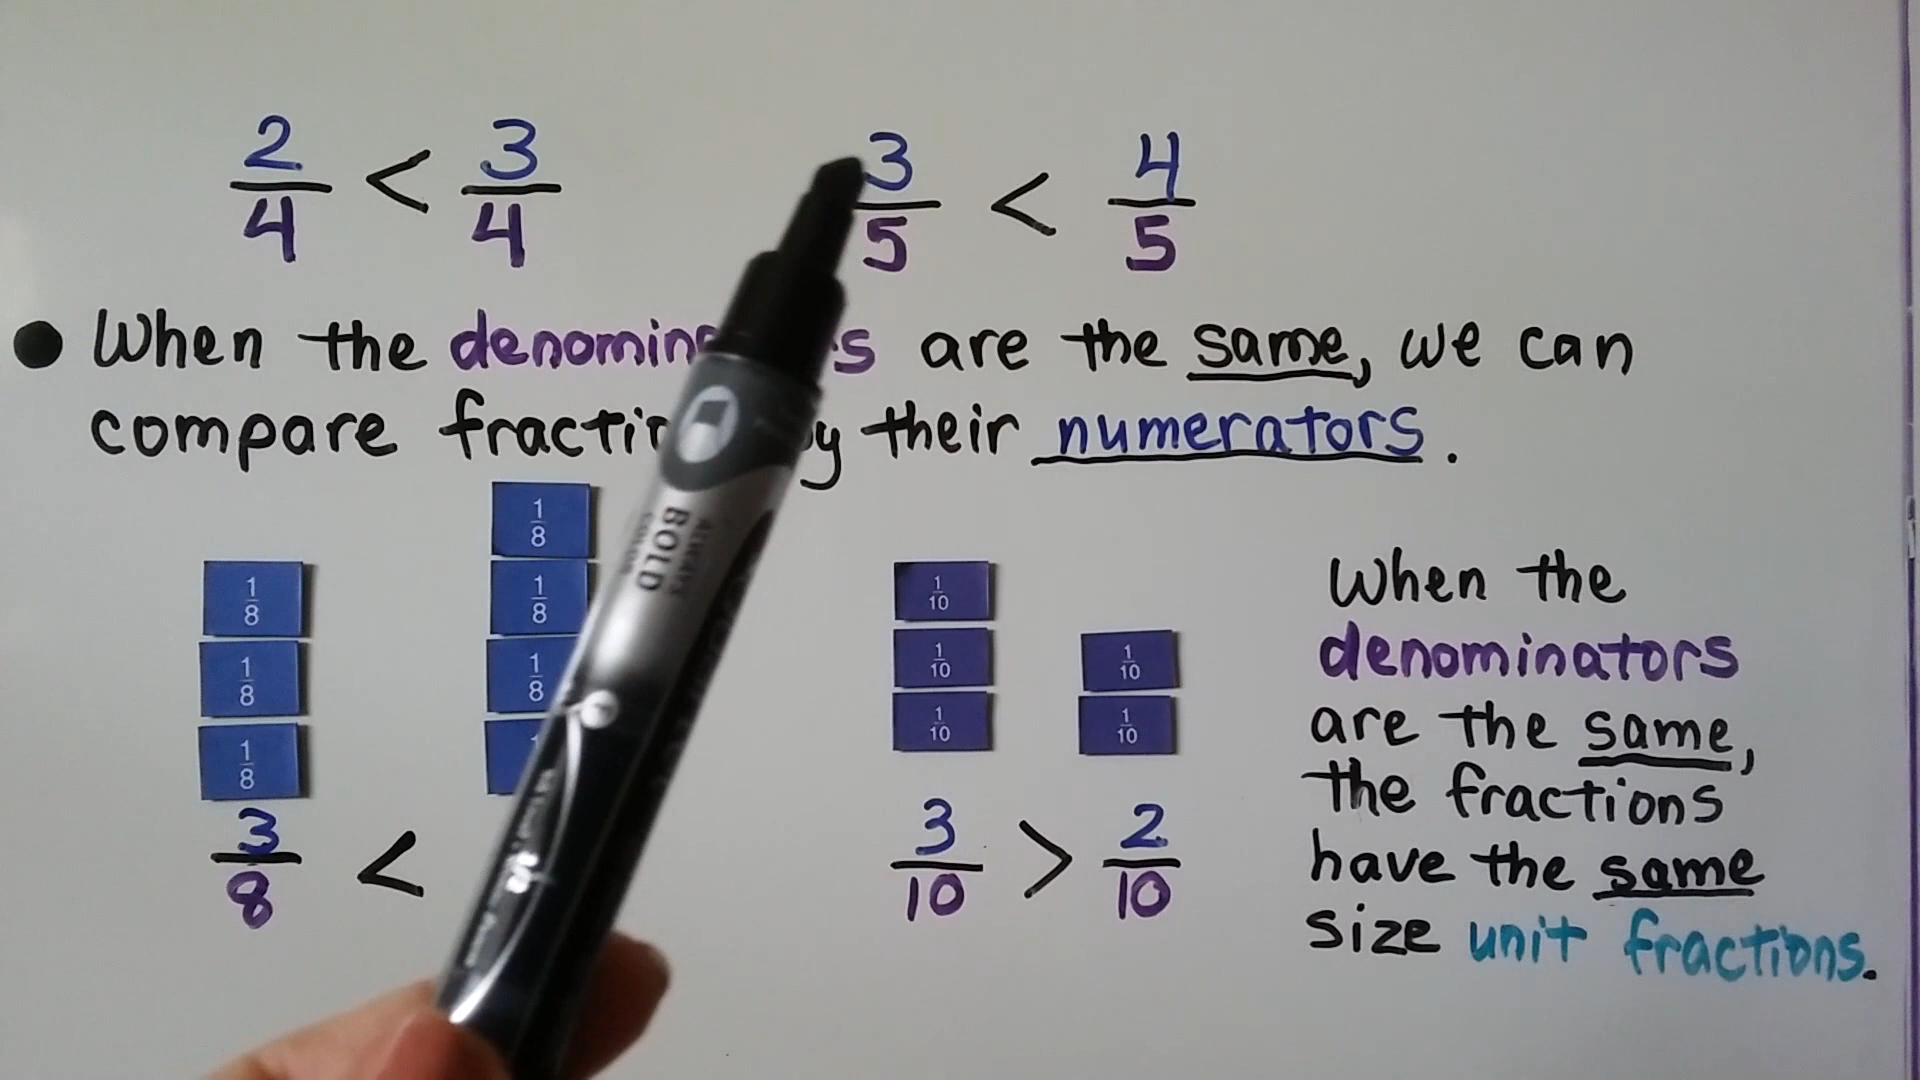 2/4 < 3/4
3/5 < 4/5
When the are the same, we can
compare their numerators.
1/8
1/8
1/8
1/8
1/8
1/8
3/8 <
1/10
1/10
1/10
1/10
1/10
3/10 > 2/10
When the
denominators
are the same,
the fractions
have the same
size unit fractions.
BOLD